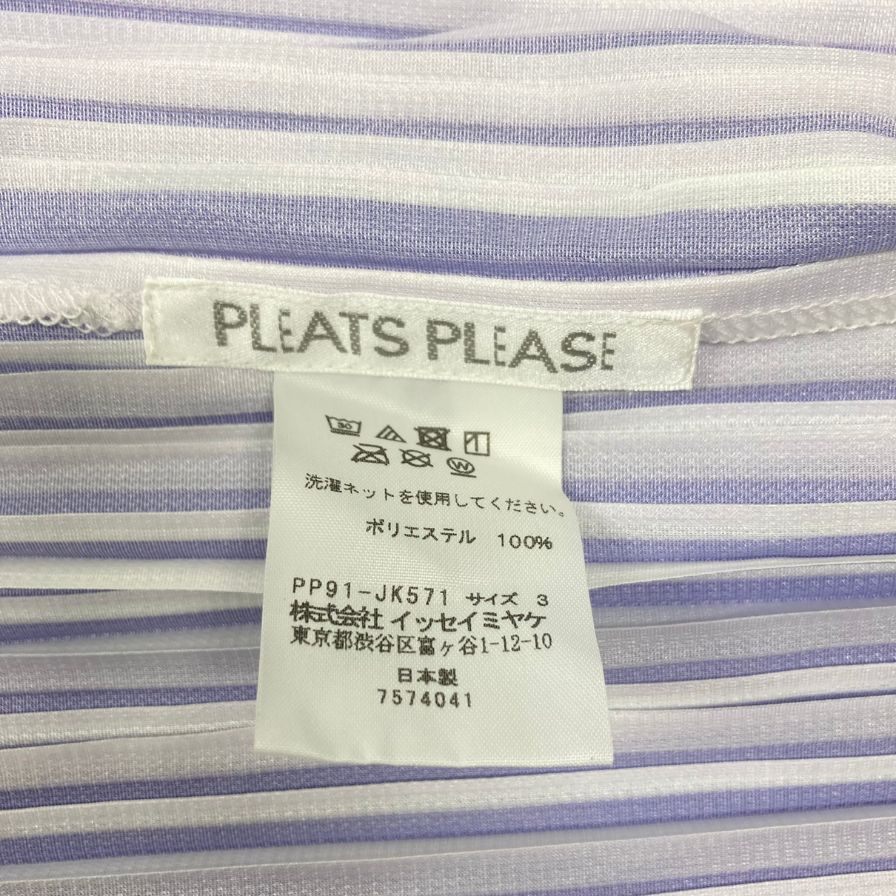 PLEATS PLEASE
30
W
洗濯ネットを使用してください。
ポリエステル 100%
PP91-JK571 サイズ 3
株式会社 イッセイミヤケ
東京都渋谷区富ヶ谷1-12-10
日本製
7574041